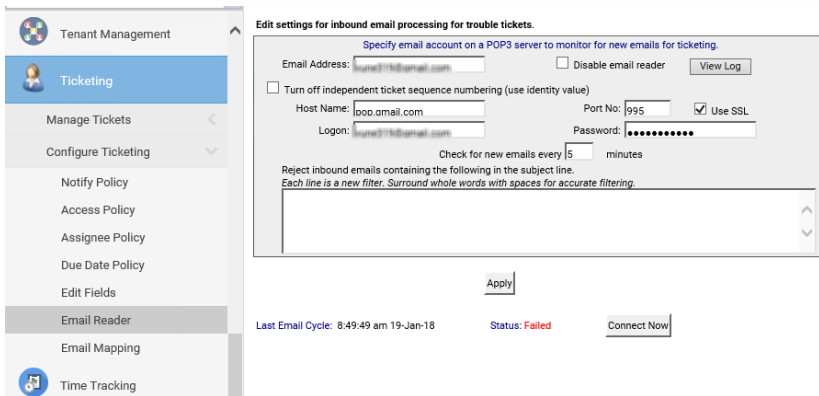 Tenant Management
Ticketing
Manage Tickets
Configure Ticketing
Notify Policy
Access Policy
Assignee Policy
Due Date Policy
Edit Fields
Email Reader
Email Mapping
Time Tracking
Edit settings for inbound email processing for trouble tickets.
Specify email account on a POP3 server to monitor for new emails for ticketing.
Email Address: Disable email reader View Log
Turn off independent ticket sequence numbering (use identity value)
Host Name: pop.gmail.com Port No: 995 Use SSL
Logon: Password: ●●●●●●●●●●●
Check for new emails every 5 minutes
Reject inbound emails containing the following in the subject line.
Each line is a new filter. Surround whole words with spaces for accurate filtering.
Apply
Last Email Cycle: 8:49:49 am 19-Jan-18 Status: Failed Connect Now